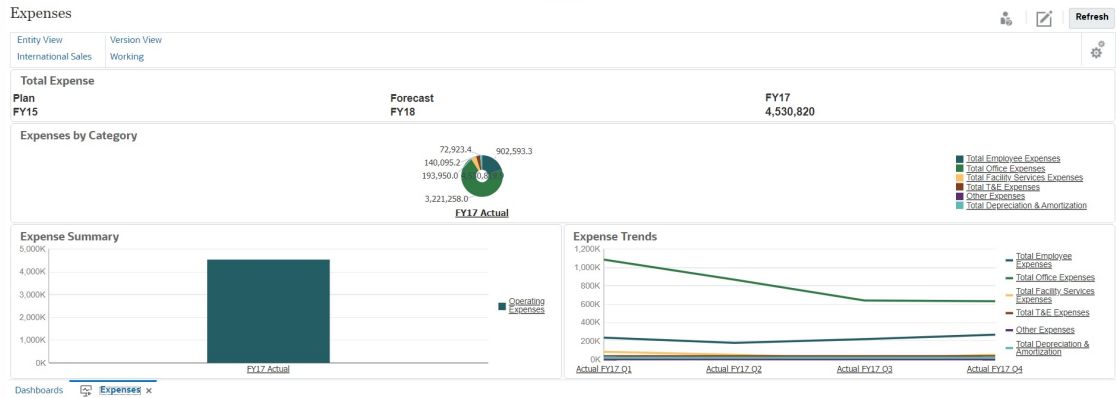 Expenses
Refresh
Entity View
Version View
International Sales
Working
Total Expense
Plan
Forecast
FY17
FY15
FY18
4,530,820
Expenses by Category
72,923.4
902,593.3
140,095.2
193,950.0
3,221,258.0
FY17 Actual
Total Employee Expenses
Total Office Expenses
Total Facility Services Expenses
Total T&E Expenses
Other Expenses
Total Depreciation & Amortization
Expense Summary
5,000K
4,000K
3,000K
2,000K
1,000K
0K
FY17 Actual
Operating
Expenses
Expense Trends
1,200K
1,000K
800K
600K
400K
200K
0K
Actual FY17 Q1
Actual FY17 Q2
Actual FY17 Q3
Actual FY17 Q4
Total Employee
Expenses
Total Office Expenses
Total Facility Services
Expenses
Total T&E Expenses
Other Expenses
Total Depreciation &
Amortization
Dashboards
Expenses